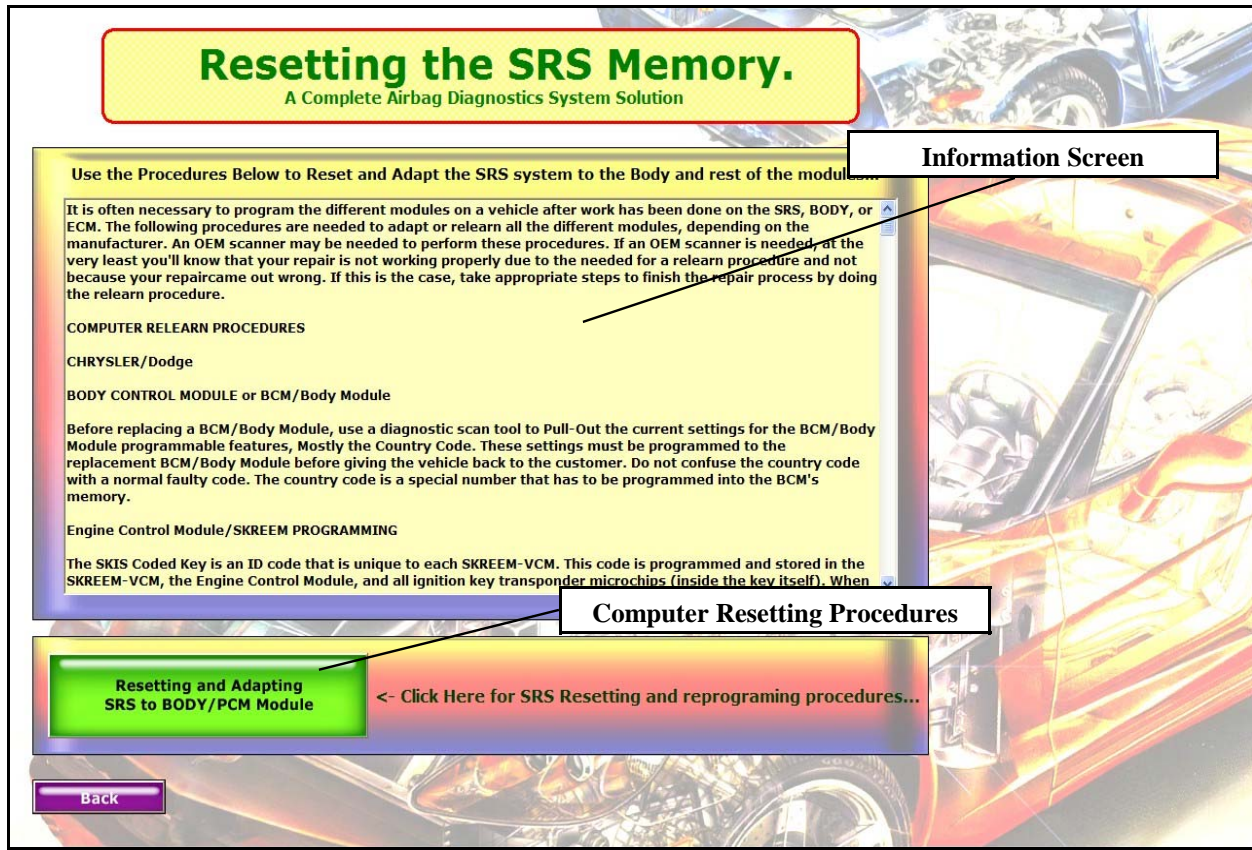 Resetting the SRS Memory.
A Complete Airbag Diagnostics System Solution
Information Screen
Use the Procedures Below to Reset and Adapt the SRS system to the Body and rest of the modules...
It is often necessary to program the different modules on a vehicle after work has been done on the SRS, BODY, or
ECM. The following procedures are needed to adapt or relearn all the different modules, depending on the
manufacturer. An OEM scanner may be needed to perform these procedures. If an OEM scanner is needed, at the
very least you'll know that your repair is not working properly due to the needed for a relearn procedure and not
because your repaircame out wrong. If this is the case, take appropriate steps to finish the repair process by doing
the relearn procedure.
COMPUTER RELEARN PROCEDURES
CHRYSLER/Dodge
BODY CONTROL MODULE or BCM/Body Module
Before replacing a BCM/Body Module, use a diagnostic scan tool to Pull-Out the current settings for the BCM/Body
Module programmable features, Mostly the Country Code. These settings must be programmed to the
replacement BCM/Body Module before giving the vehicle back to the customer. Do not confuse the country code
with a normal faulty code. The country code is a special number that has to be programmed into the BCM's
memory.
Engine Control Module/SKREEM PROGRAMMING
The SKIS Coded Key is an ID code that is unique to each SKREEM-VCM. This code is programmed and stored in the
SKREEM-VCM, the Engine Control Module, and all ignition key transponder microchips (inside the key itself). When
Computer Resetting Procedures
Resetting and Adapting
SRS to BODY/PCM Module
<- Click Here for SRS Resetting and reprograming procedures...
Back